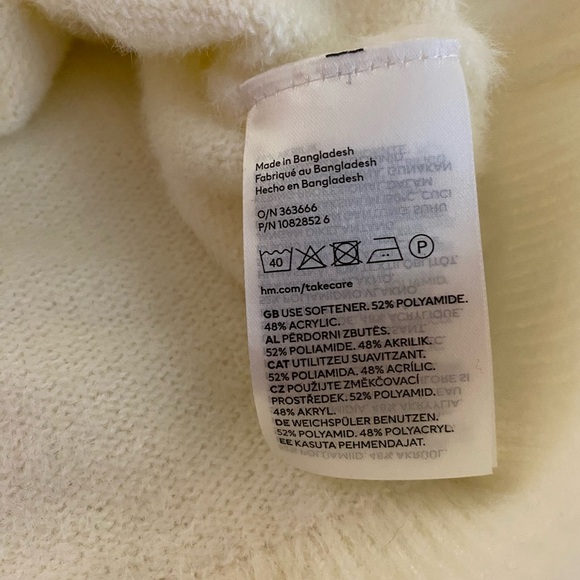 Made in Bangladesh
Fabriqué au Bangladesh
Hecho en Bangladesh
O/N 363666
P/N 1082852 6
40
P
hm.com/takecare
GB USE SOFTENER. 52% POLYAMIDE.
48% ACRYLIC.
AL PËRDORNI ZBUTËS.
52% POLIAMIDE. 48% AKRILIK.
CAT UTILITZEU SUAVITZANT.
52% POLIAMIDA. 48% ACRÍLIC.
CZ POUŽIJTE ZMĚKČOVACÍ
PROSTŘEDEK. 52% POLYAMID.
48% AKRYL.
DE WEICHSPÜLER BENUTZEN.
52% POLYAMID. 48% POLYACRYL.
EE KASUTA PEHMENDAJAT.